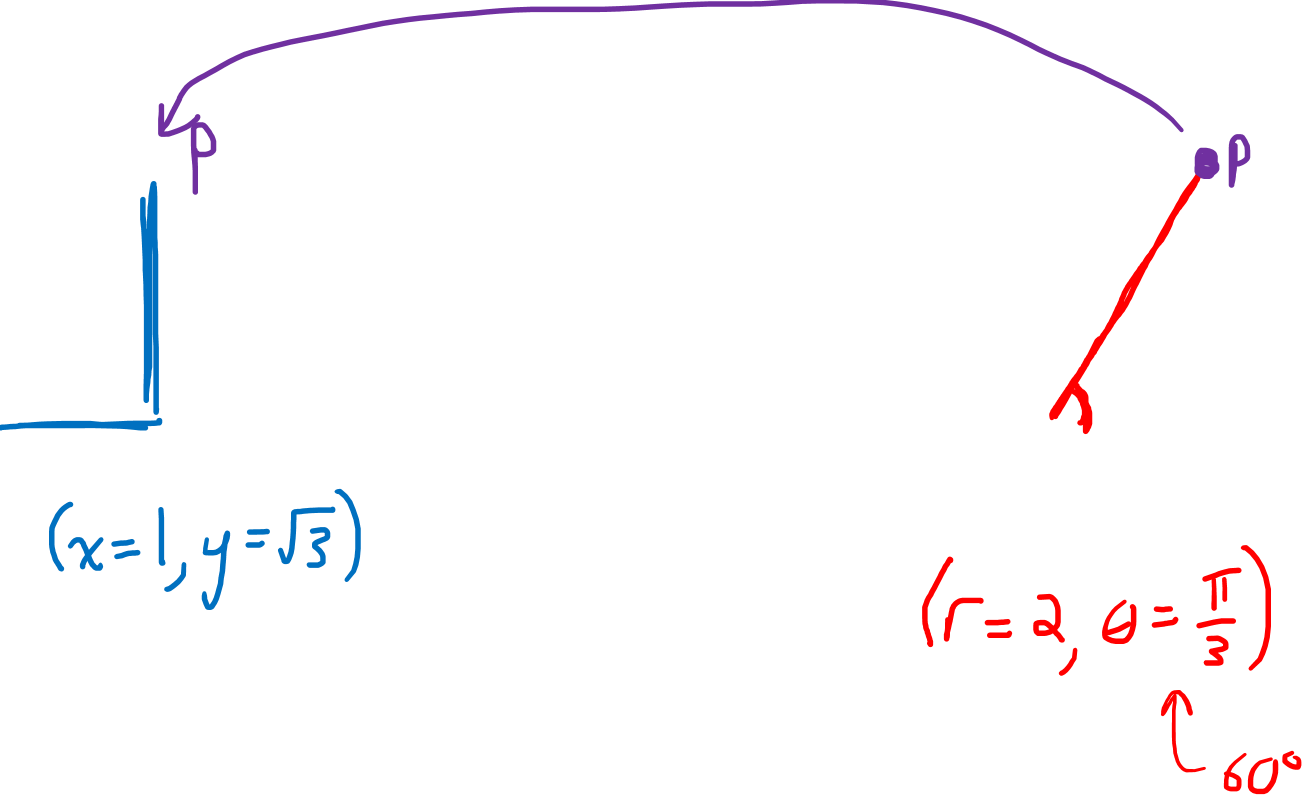 P
P
(x=1, y=√3)
(r=2, θ=π/3)
60°